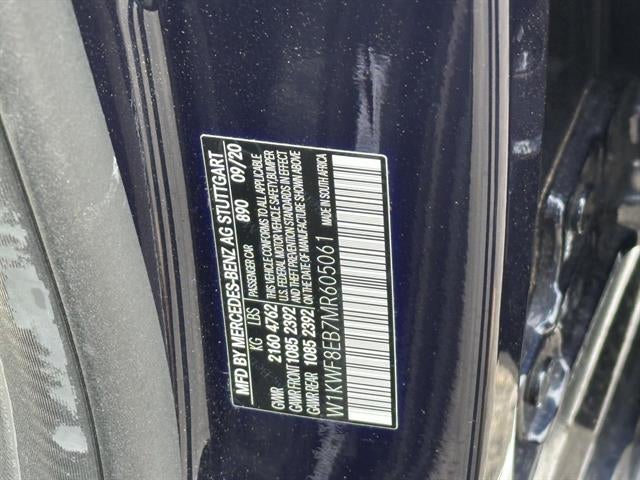 MFD BY MERCEDES-BENZ AG STUTTGART
KG LBS PASSENGER CAR 890 09/20
GWR 2160 4762 THIS VEHICLE CONFORMS TO ALL APPLICABLE
U.S. FEDERAL MOTOR VEHICLE SAFETY,BUMPER
GAWR FRONT 1085 2392 AND THEFT PREVENTION STANDARDS IN EFFECT
GAWR REAR 1085 2392 ON THE DATE OF MANUFACTURE SHOWN ABOVE
W1KWF8EB7MR605061 MADE IN SOUTH AFRICA